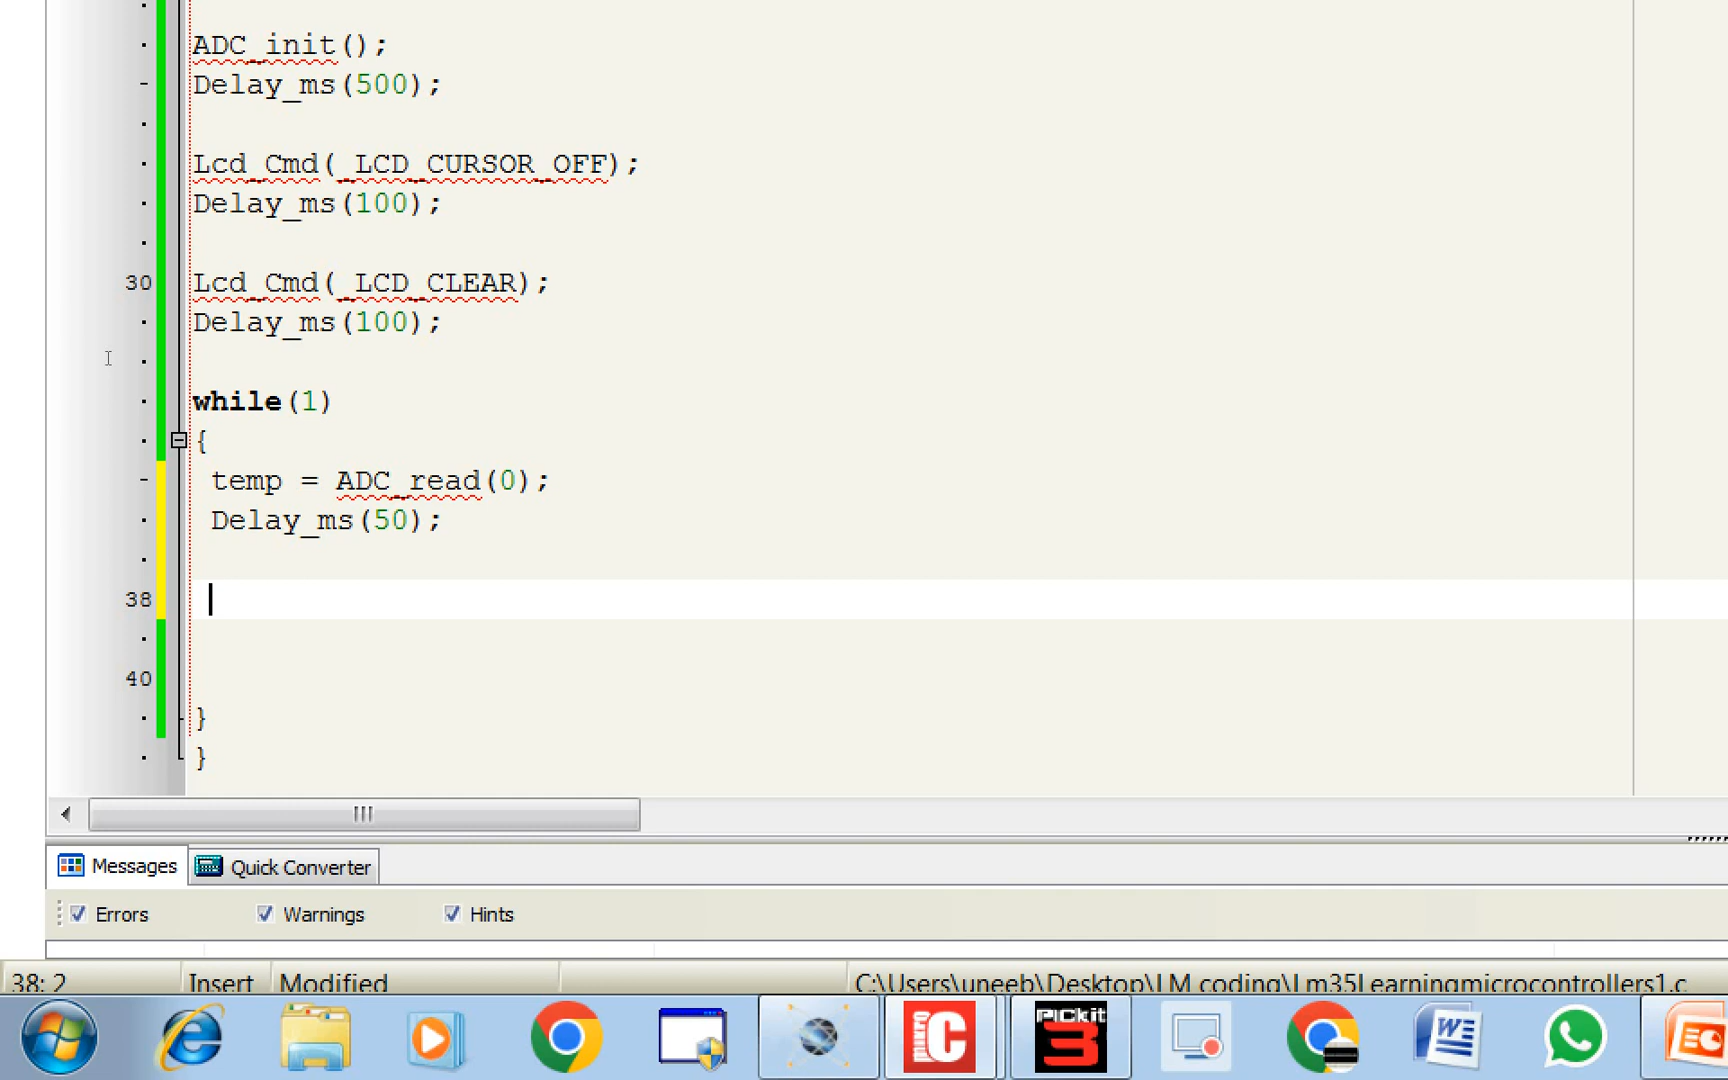 ADC_init();
Delay_ms(500);
Lcd_Cmd(_LCD_CURSOR_OFF);
Delay_ms(100);
30 Lcd_Cmd(_LCD_CLEAR);
Delay_ms(100);
while(1)
{
temp = ADC_read(0);
Delay_ms(50);
38
40
}
}
Messages Quick Converter
Errors Warnings Hints
38: 2 Insert Modified C:\Users\uneeb\Desktop\LM coding\Lm35Learningmicrocontrollers1.c
PICkit
3